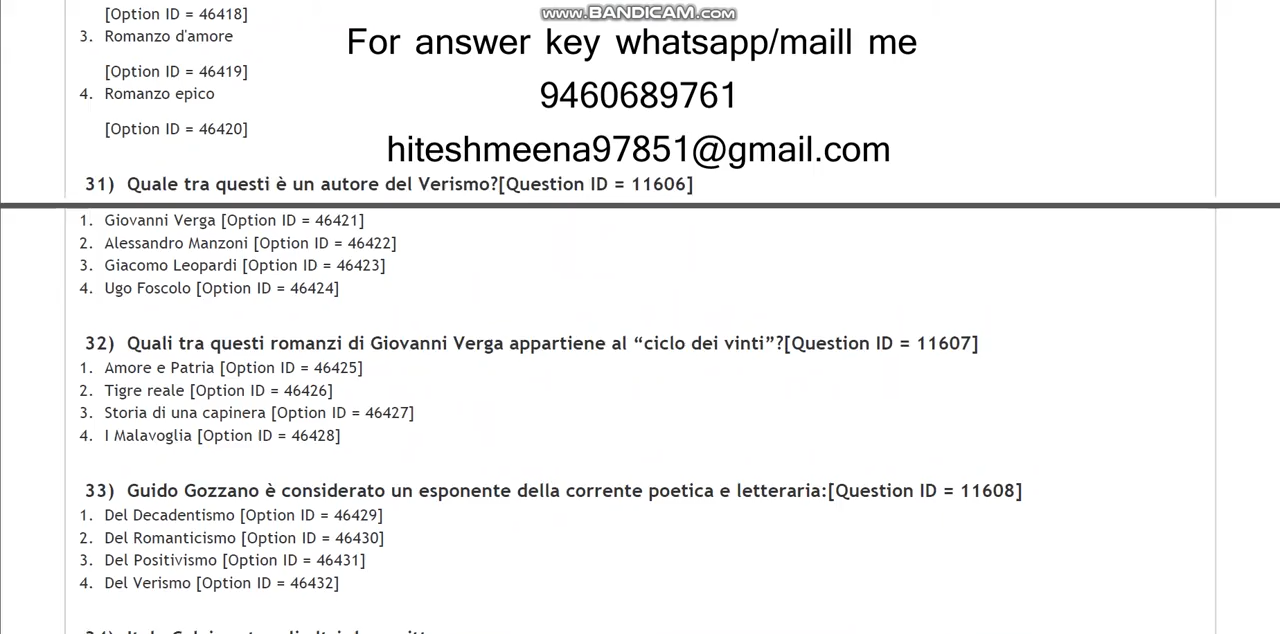 www.BANDICAM.com
[Option ID = 46418]
3. Romanzo d'amore
For answer key whatsapp/maill me
[Option ID = 46419]
4. Romanzo epico
9460689761
[Option ID = 46420]
hiteshmeena97851@gmail.com
31) Quale tra questi è un autore del Verismo?[Question ID = 11606]
1. Giovanni Verga [Option ID = 46421]
2. Alessandro Manzoni [Option ID = 46422]
3. Giacomo Leopardi [Option ID = 46423]
4. Ugo Foscolo [Option ID = 46424]
32) Quali tra questi romanzi di Giovanni Verga appartiene al “ciclo dei vinti”?[Question ID = 11607]
1. Amore e Patria [Option ID = 46425]
2. Tigre reale [Option ID = 46426]
3. Storia di una capinera [Option ID = 46427]
4. I Malavoglia [Option ID = 46428]
33) Guido Gozzano è considerato un esponente della corrente poetica e letteraria:[Question ID = 11608]
1. Del Decadentismo [Option ID = 46429]
2. Del Romanticismo [Option ID = 46430]
3. Del Positivismo [Option ID = 46431]
4. Del Verismo [Option ID = 46432]